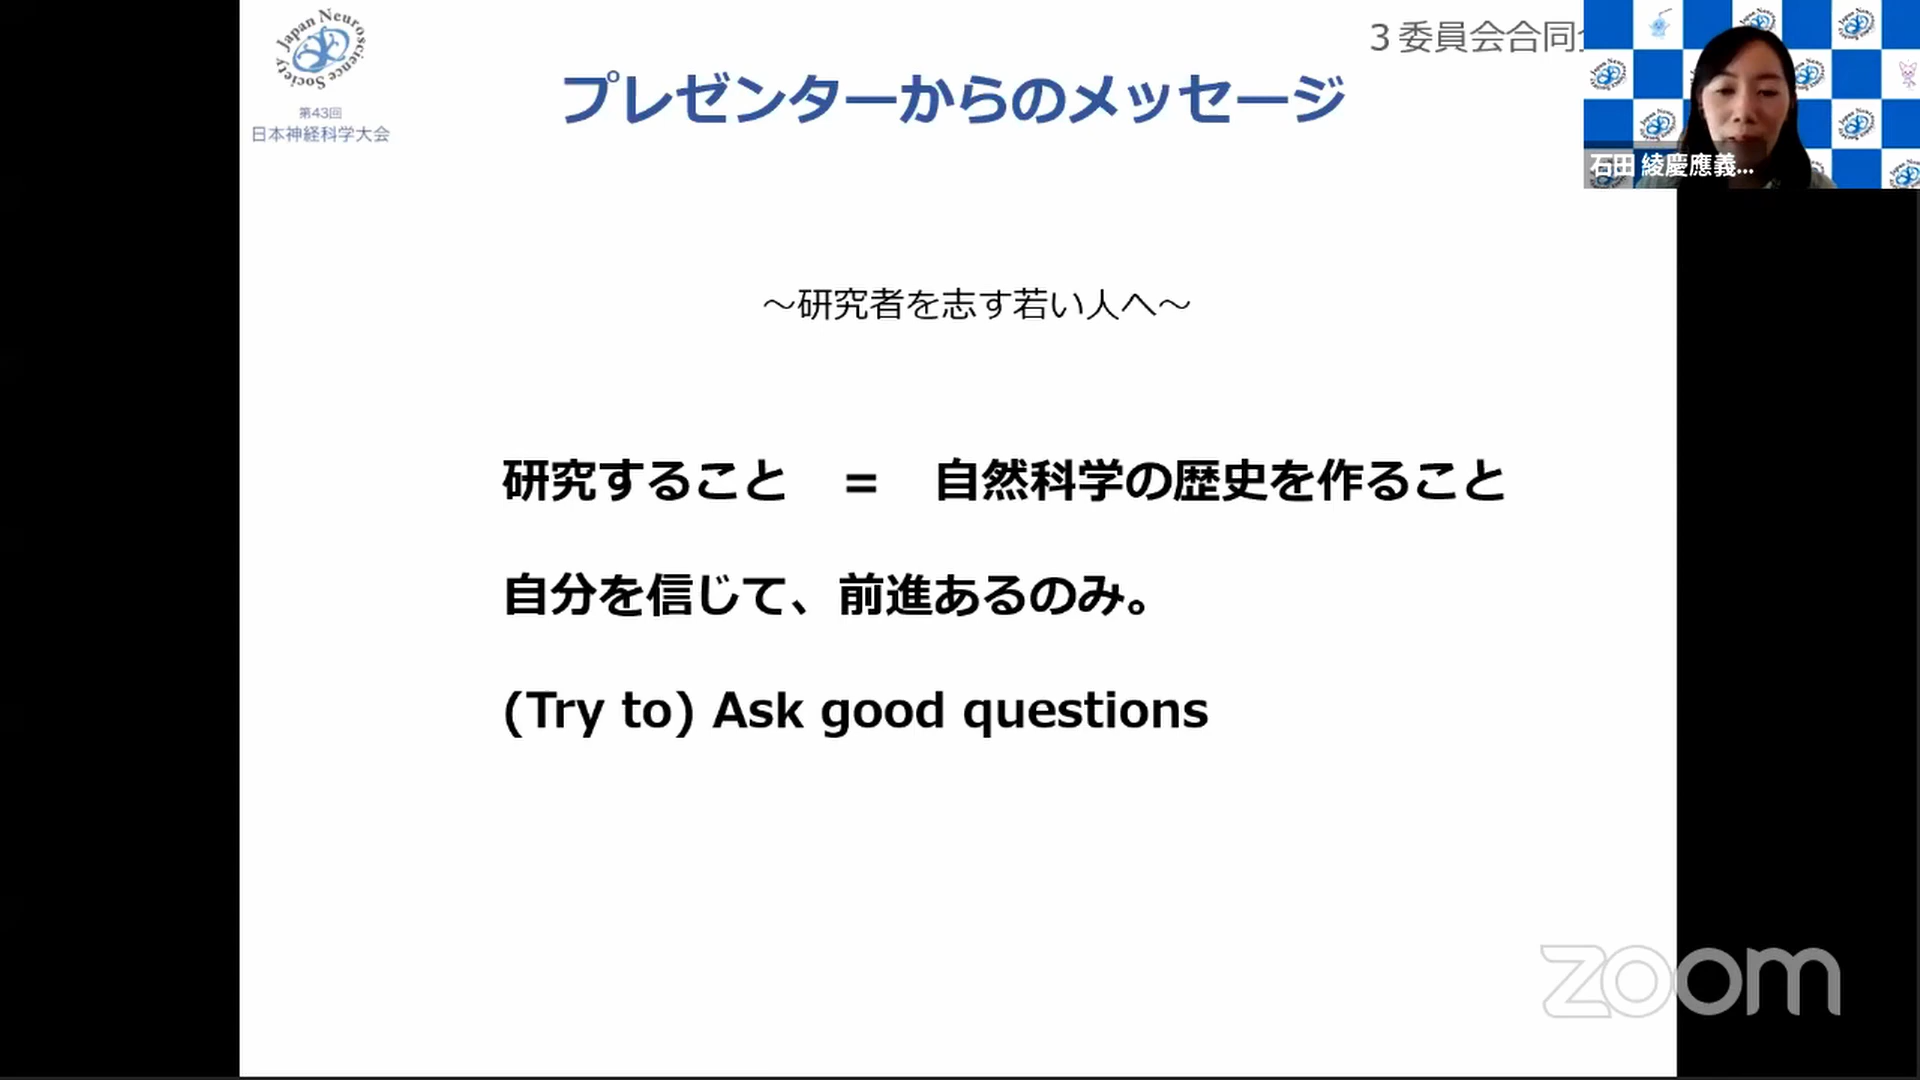 Japan Neuroscience Society
第43回
日本神経科学大会
３委員会合同
プレゼンターからのメッセージ
石田 綾慶應義...
～研究者を志す若い人へ～
研究すること ＝ 自然科学の歴史を作ること
自分を信じて、前進あるのみ。
(Try to) Ask good questions
zoom